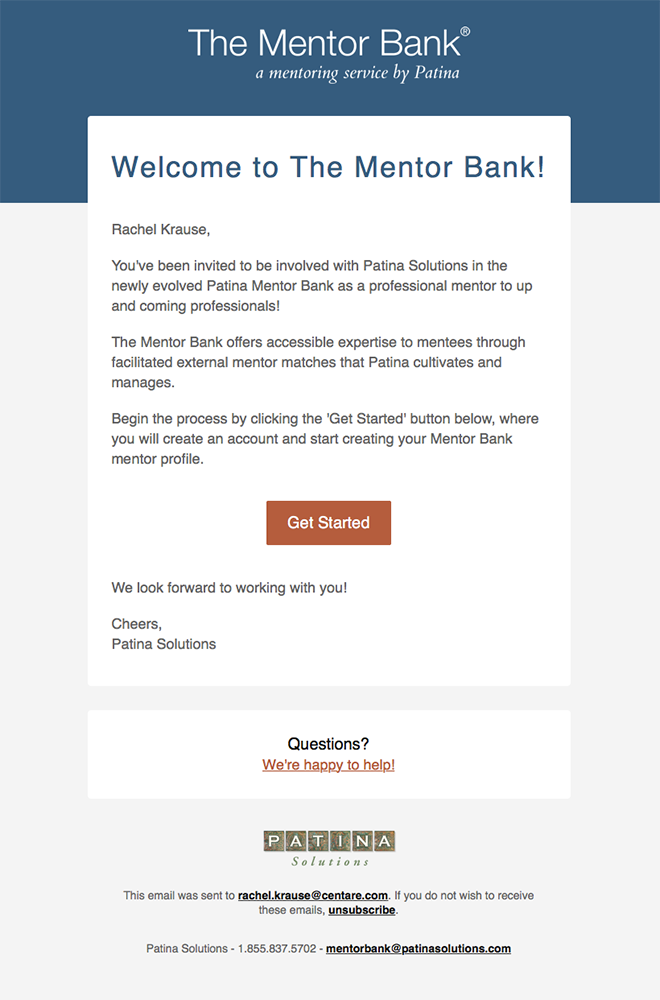 The Mentor Bank®
a mentoring service by Patina
Welcome to The Mentor Bank!
Rachel Krause,
You've been invited to be involved with Patina Solutions in the
newly evolved Patina Mentor Bank as a professional mentor to up
and coming professionals!
The Mentor Bank offers accessible expertise to mentees through
facilitated external mentor matches that Patina cultivates and
manages.
Begin the process by clicking the 'Get Started' button below, where
you will create an account and start creating your Mentor Bank
mentor profile.
Get Started
We look forward to working with you!
Cheers,
Patina Solutions
Questions?
We're happy to help!
PATINA
Solutions
This email was sent to rachel.krause@centare.com. If you do not wish to receive
these emails, unsubscribe.
Patina Solutions - 1.855.837.5702 - mentorbank@patinasolutions.com